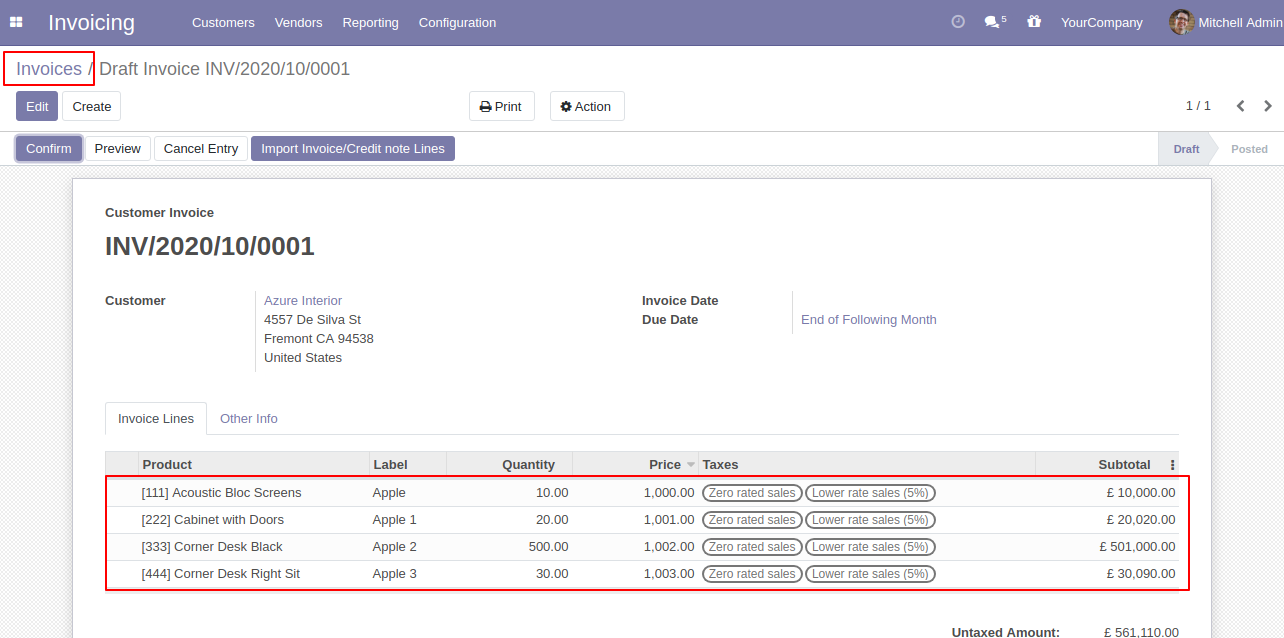 Invoicing Customers Vendors Reporting Configuration 5 YourCompany Mitchell Admin
Invoices / Draft Invoice INV/2020/10/0001
Edit Create Print Action 1 / 1
Confirm Preview Cancel Entry Import Invoice/Credit note Lines Draft Posted
Customer Invoice
INV/2020/10/0001
Customer Azure Interior Invoice Date
4557 De Silva St Due Date End of Following Month
Fremont CA 94538
United States
Invoice Lines Other Info
Product Label Quantity Price Taxes Subtotal
[111] Acoustic Bloc Screens Apple 10.00 1,000.00 Zero rated sales Lower rate sales (5%) £ 10,000.00
[222] Cabinet with Doors Apple 1 20.00 1,001.00 Zero rated sales Lower rate sales (5%) £ 20,020.00
[333] Corner Desk Black Apple 2 500.00 1,002.00 Zero rated sales Lower rate sales (5%) £ 501,000.00
[444] Corner Desk Right Sit Apple 3 30.00 1,003.00 Zero rated sales Lower rate sales (5%) £ 30,090.00
Untaxed Amount: £ 561,110.00